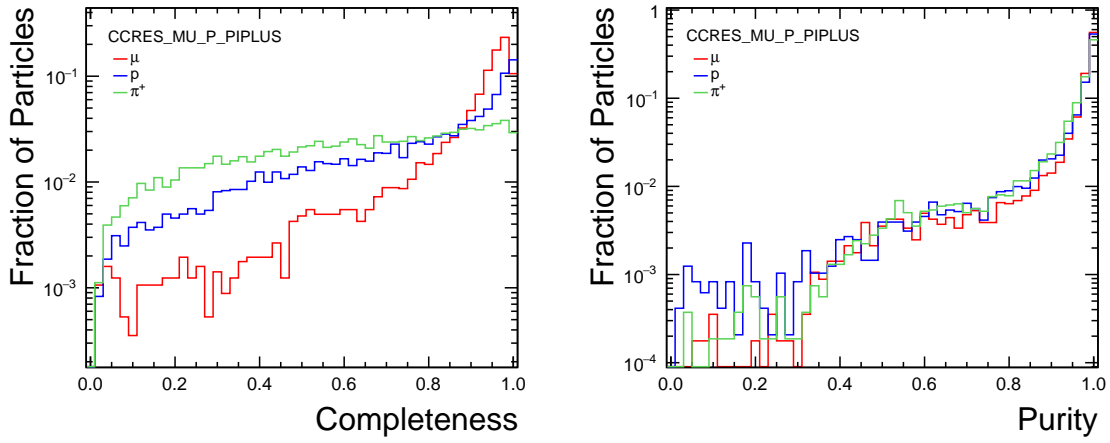 Fraction of Particles
CCRES_MU_P_PIPLUS
μ
p
π⁺
10⁻¹
10⁻²
10⁻³
0.0 0.2 0.4 0.6 0.8 1.0
Completeness
Fraction of Particles
CCRES_MU_P_PIPLUS
μ
p
π⁺
1
10⁻¹
10⁻²
10⁻³
10⁻⁴
0.0 0.2 0.4 0.6 0.8 1.0
Purity